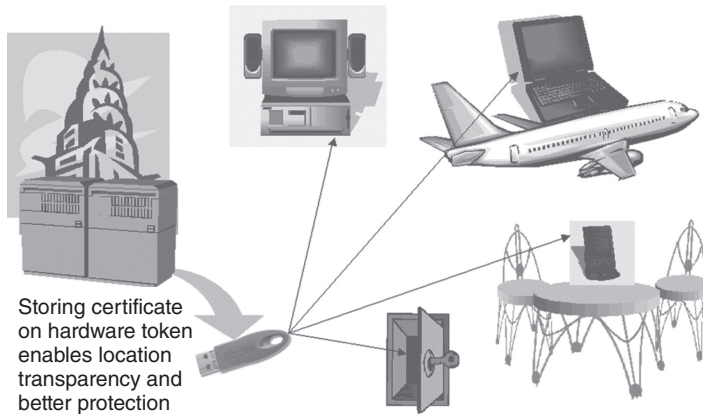 Storing certificate
on hardware token
enables location
transparency and
better protection